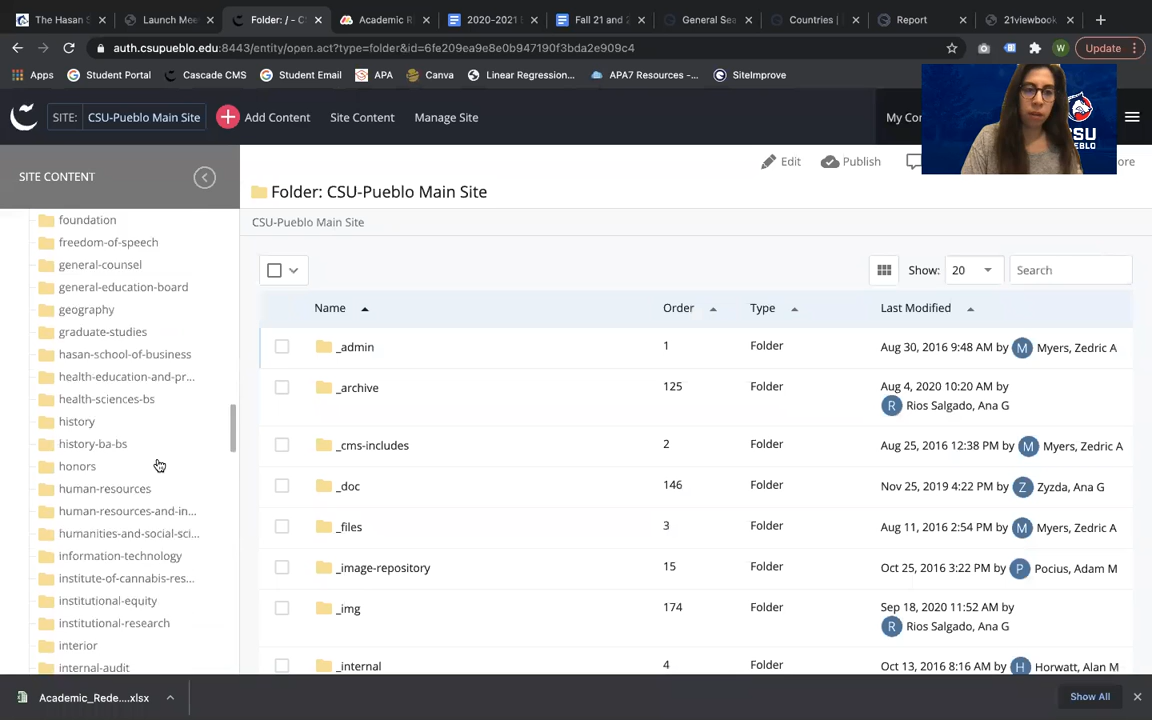 The Hasan S
Launch Mee
Folder: / - C
Academic R
2020-2021 E
Fall 21 and 2
General Sea
Countries |
Report
21viewbook
auth.csupueblo.edu:8443/entity/open.act?type=folder&id=6fe209ea9e8e0b947190f3bda2e909c4
W
Update
Apps
Student Portal
Cascade CMS
Student Email
APA
Canva
Linear Regression...
APA7 Resources -...
SiteImprove
SITE: CSU-Pueblo Main Site
Add Content
Site Content
Manage Site
My Con
CSU
SITE CONTENT
Edit
Publish
ore
Folder: CSU-Pueblo Main Site
CSU-Pueblo Main Site
foundation
freedom-of-speech
general-counsel
general-education-board
geography
graduate-studies
hasan-school-of-business
health-education-and-pr...
health-sciences-bs
history
history-ba-bs
honors
human-resources
human-resources-and-in...
humanities-and-social-sci...
information-technology
institute-of-cannabis-res...
institutional-equity
institutional-research
interior
internal-audit
Show: 20 Search
Name Order Type Last Modified
_admin 1 Folder Aug 30, 2016 9:48 AM by M Myers, Zedric A
_archive 125 Folder Aug 4, 2020 10:20 AM by
R Rios Salgado, Ana G
_cms-includes 2 Folder Aug 25, 2016 12:38 PM by M Myers, Zedric A
_doc 146 Folder Nov 25, 2019 4:22 PM by Z Zyzda, Ana G
_files 3 Folder Aug 11, 2016 2:54 PM by M Myers, Zedric A
_image-repository 15 Folder Oct 25, 2016 3:22 PM by P Pocius, Adam M
_img 174 Folder Sep 18, 2020 11:52 AM by
R Rios Salgado, Ana G
_internal 4 Folder Oct 13, 2016 8:16 AM by H Horwatt, Alan M
Academic_Rede....xlsx
Show All